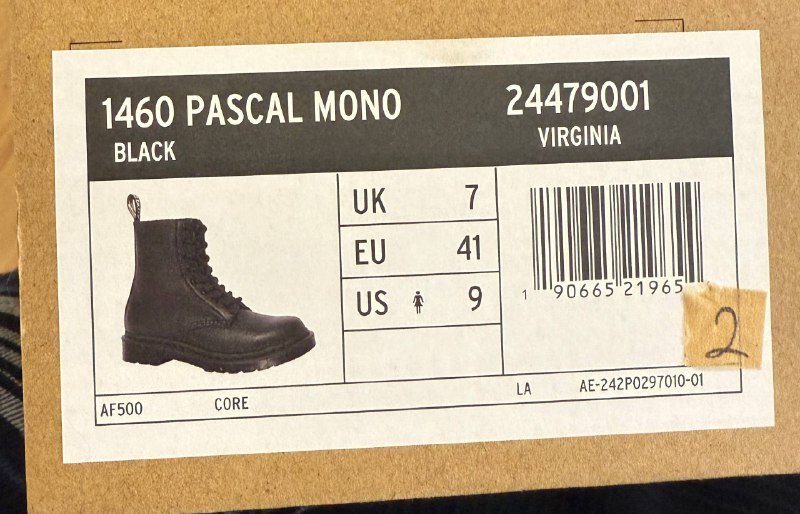 1460 PASCAL MONO 24479001
BLACK VIRGINIA
UK 7
EU 41
US 9
1 90665 21965
2
AF500 CORE LA AE-242P0297010-01